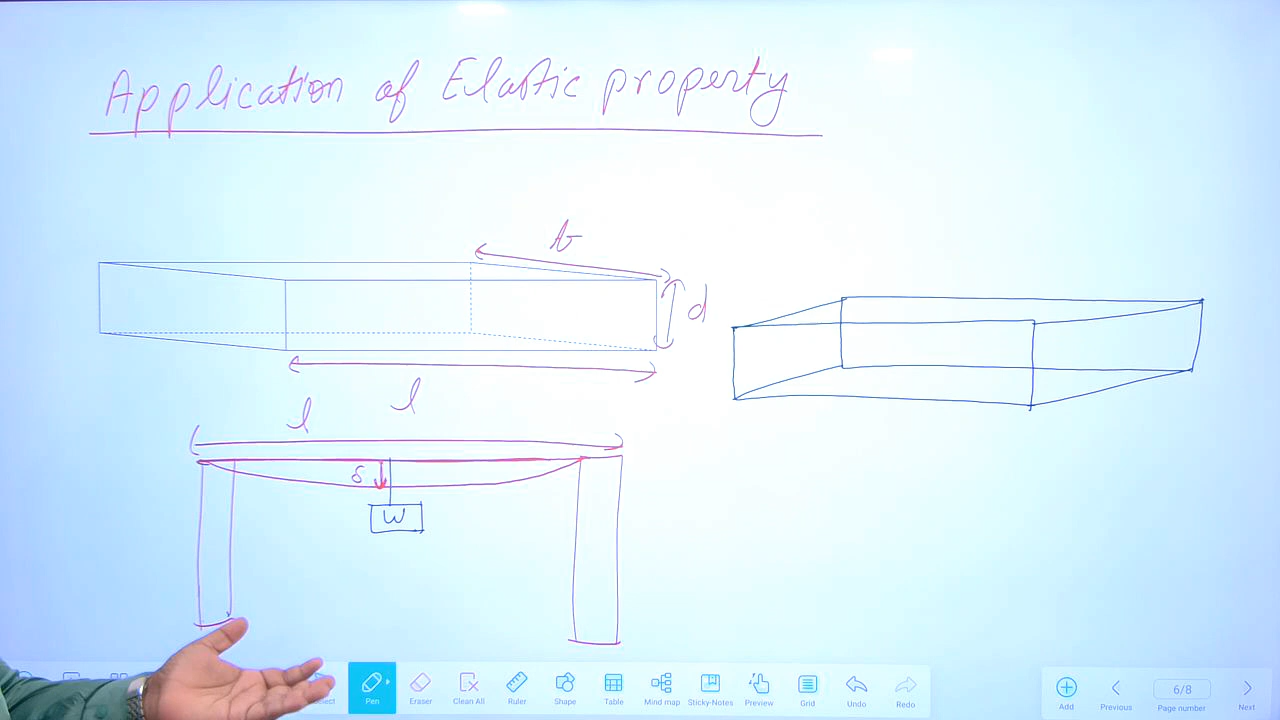 Application of Elastic property
b
d
l
l
δ
W
Select
Pen
Eraser
Clean All
Ruler
Shape
Table
Mind map
Sticky-Notes
Preview
Grid
Undo
Redo
Add
Previous
6/8
Page number
Next